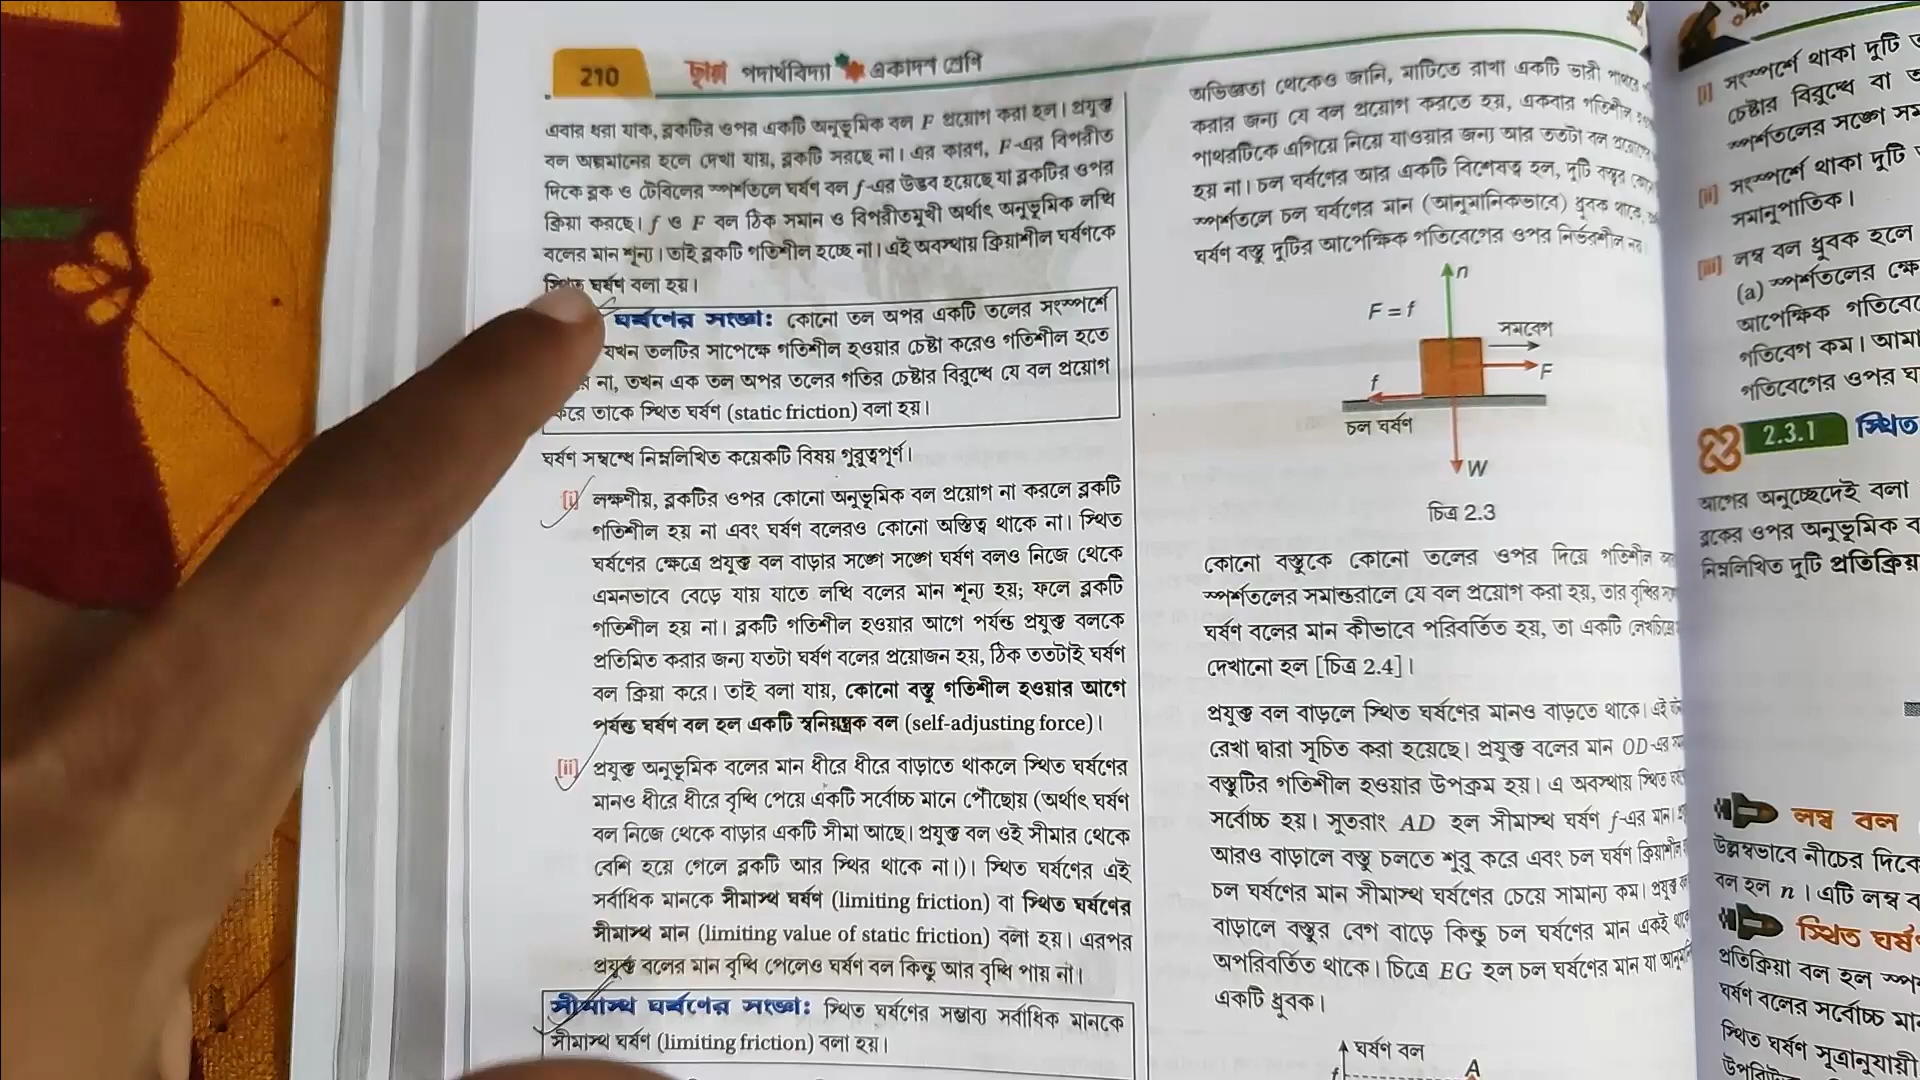 210
ছায়া পদার্থবিদ্যা একাদশ শ্রেণি
এবার ধরা যাক, ব্লকটির ওপর একটি অনুভূমিক বল F প্রয়োগ করা হল। প্রযুক্ত
বল অল্পমানের হলে দেখা যায়, ব্লকটি সরছে না। এর কারণ, F-এর বিপরীত
দিকে ব্লক ও টেবিলের স্পর্শতলে ঘর্ষণ বল f-এর উদ্ভব হয়েছে যা ব্লকটির ওপর
ক্রিয়া করছে। f ও F বল ঠিক সমান ও বিপরীতমুখী অর্থাৎ অনুভূমিক লব্ধি
বলের মান শূন্য। তাই ব্লকটি গতিশীল হচ্ছে না। এই অবস্থায় ক্রিয়াশীল ঘর্ষণকে
স্থিত ঘর্ষণ বলা হয়।
ঘর্ষণের সংজ্ঞা: কোনো তল অপর একটি তলের সংস্পর্শে
যখন তলটির সাপেক্ষে গতিশীল হওয়ার চেষ্টা করেও গতিশীল হতে
না, তখন এক তল অপর তলের গতির চেষ্টার বিরুদ্ধে যে বল প্রয়োগ
করে তাকে স্থিত ঘর্ষণ (static friction) বলা হয়।
ঘর্ষণ সম্বন্ধে নিম্নলিখিত কয়েকটি বিষয় গুরুত্বপূর্ণ।
[i] লক্ষণীয়, ব্লকটির ওপর কোনো অনুভূমিক বল প্রয়োগ না করলে ব্লকটি
গতিশীল হয় না এবং ঘর্ষণ বলেরও কোনো অস্তিত্ব থাকে না। স্থিত
ঘর্ষণের ক্ষেত্রে প্রযুক্ত বল বাড়ার সঙ্গে সঙ্গে ঘর্ষণ বলও নিজে থেকে
এমনভাবে বেড়ে যায় যাতে লব্ধি বলের মান শূন্য হয়; ফলে ব্লকটি
গতিশীল হয় না। ব্লকটি গতিশীল হওয়ার আগে পর্যন্ত প্রযুক্ত বলকে
প্রতিমিত করার জন্য যতটা ঘর্ষণ বলের প্রয়োজন হয়, ঠিক ততটাই ঘর্ষণ
বল ক্রিয়া করে। তাই বলা যায়, কোনো বস্তু গতিশীল হওয়ার আগে
পর্যন্ত ঘর্ষণ বল হল একটি স্বনিয়ন্ত্রক বল (self-adjusting force)।
[ii] প্রযুক্ত অনুভূমিক বলের মান ধীরে ধীরে বাড়াতে থাকলে স্থিত ঘর্ষণের
মানও ধীরে ধীরে বৃদ্ধি পেয়ে একটি সর্বোচ্চ মানে পৌঁছোয় (অর্থাৎ ঘর্ষণ
বল নিজে থেকে বাড়ার একটি সীমা আছে। প্রযুক্ত বল ওই সীমার থেকে
বেশি হয়ে গেলে ব্লকটি আর স্থির থাকে না।)। স্থিত ঘর্ষণের এই
সর্বাধিক মানকে সীমাস্থ ঘর্ষণ (limiting friction) বা স্থিত ঘর্ষণের
সীমাস্থ মান (limiting value of static friction) বলা হয়। এরপর
প্রযুক্ত বলের মান বৃদ্ধি পেলেও ঘর্ষণ বল কিন্তু আর বৃদ্ধি পায় না।
সীমাস্থ ঘর্ষণের সংজ্ঞা: স্থিত ঘর্ষণের সম্ভাব্য সর্বাধিক মানকে
সীমাস্থ ঘর্ষণ (limiting friction) বলা হয়।
অভিজ্ঞতা থেকেও জানি, মাটিতে রাখা একটি ভারী
করার জন্য যে বল প্রয়োগ করতে হয়, একবার গতিশীল
পাথরটিকে এগিয়ে নিয়ে যাওয়ার জন্য আর ততটা বল
হয় না। চল ঘর্ষণের আর একটি বিশেষত্ব হল, দুটি বস্তুর
স্পর্শতলে চল ঘর্ষণের মান (আনুমানিকভাবে) ধ্রুবক থাকে,
ঘর্ষণ বস্তু দুটির আপেক্ষিক গতিবেগের ওপর নির্ভরশীল নয়।
n
F = f
সমবেগ
F
f
চল ঘর্ষণ
W
চিত্র 2.3
কোনো বস্তুকে কোনো তলের ওপর দিয়ে গতিশীল
স্পর্শতলের সমান্তরালে যে বল প্রয়োগ করা হয়, তার বৃদ্ধির
ঘর্ষণ বলের মান কীভাবে পরিবর্তিত হয়, তা একটি লেখচিত্রে
দেখানো হল [চিত্র 2.4]।
প্রযুক্ত বল বাড়লে স্থিত ঘর্ষণের মানও বাড়তে থাকে। এই
রেখা দ্বারা সূচিত করা হয়েছে। প্রযুক্ত বলের মান OD-এর
বস্তুটির গতিশীল হওয়ার উপক্রম হয়। এ অবস্থায় স্থিত
সর্বোচ্চ হয়। সুতরাং AD হল সীমাস্থ ঘর্ষণ f-এর মান।
আরও বাড়ালে বস্তু চলতে শুরু করে এবং চল ঘর্ষণ ক্রিয়াশীল
চল ঘর্ষণের মান সীমাস্থ ঘর্ষণের চেয়ে সামান্য কম। প্রযুক্ত
বাড়ালে বস্তুর বেগ বাড়ে কিন্তু চল ঘর্ষণের মান একই
অপরিবর্তিত থাকে। চিত্রে EG হল চল ঘর্ষণের মান যা
একটি ধ্রুবক।
ঘর্ষণ বল
A
[i] সংস্পর্শে থাকা দুটি
চেষ্টার বিরুদ্ধে বা
স্পর্শতলের সঙ্গে
[ii] সংস্পর্শে থাকা দুটি
সমানুপাতিক।
[iii] লম্ব বল ধ্রুবক হলে
(a) স্পর্শতলের
আপেক্ষিক
গতিবেগ কম।
গতিবেগের ওপর
2.3.1 স্থিত
আগের অনুচ্ছেদেই বলা
ব্লকের ওপর অনুভূমিক
নিম্নলিখিত দুটি প্রতিক্রিয়
লম্ব বল
উল্লম্বভাবে নীচের দিকে
বল হল n। এটি লম্ব
স্থিত ঘর্ষ
প্রতিক্রিয়া বল হল
ঘর্ষণ বলের সর্বোচ্চ
স্থিত ঘর্ষণ সূত্রানুযায়ী